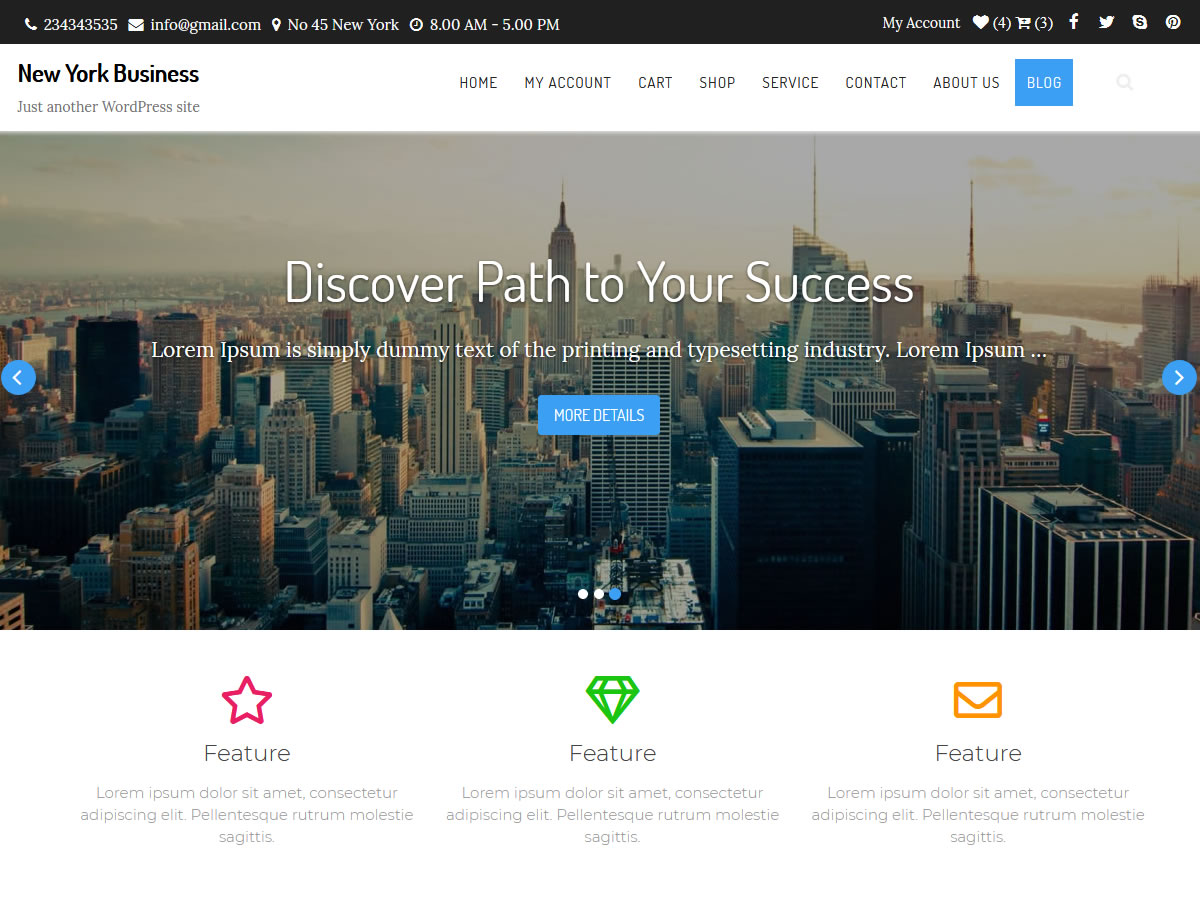 234343535 info@gmail.com No 45 New York 8.00 AM - 5.00 PM My Account (4) (3)
New York Business
Just another WordPress site
HOME MY ACCOUNT CART SHOP SERVICE CONTACT ABOUT US BLOG
Discover Path to Your Success
Lorem Ipsum is simply dummy text of the printing and typesetting industry. Lorem Ipsum ...
MORE DETAILS
Feature
Lorem ipsum dolor sit amet, consectetur
adipiscing elit. Pellentesque rutrum molestie
sagittis.
Feature
Lorem ipsum dolor sit amet, consectetur
adipiscing elit. Pellentesque rutrum molestie
sagittis.
Feature
Lorem ipsum dolor sit amet, consectetur
adipiscing elit. Pellentesque rutrum molestie
sagittis.